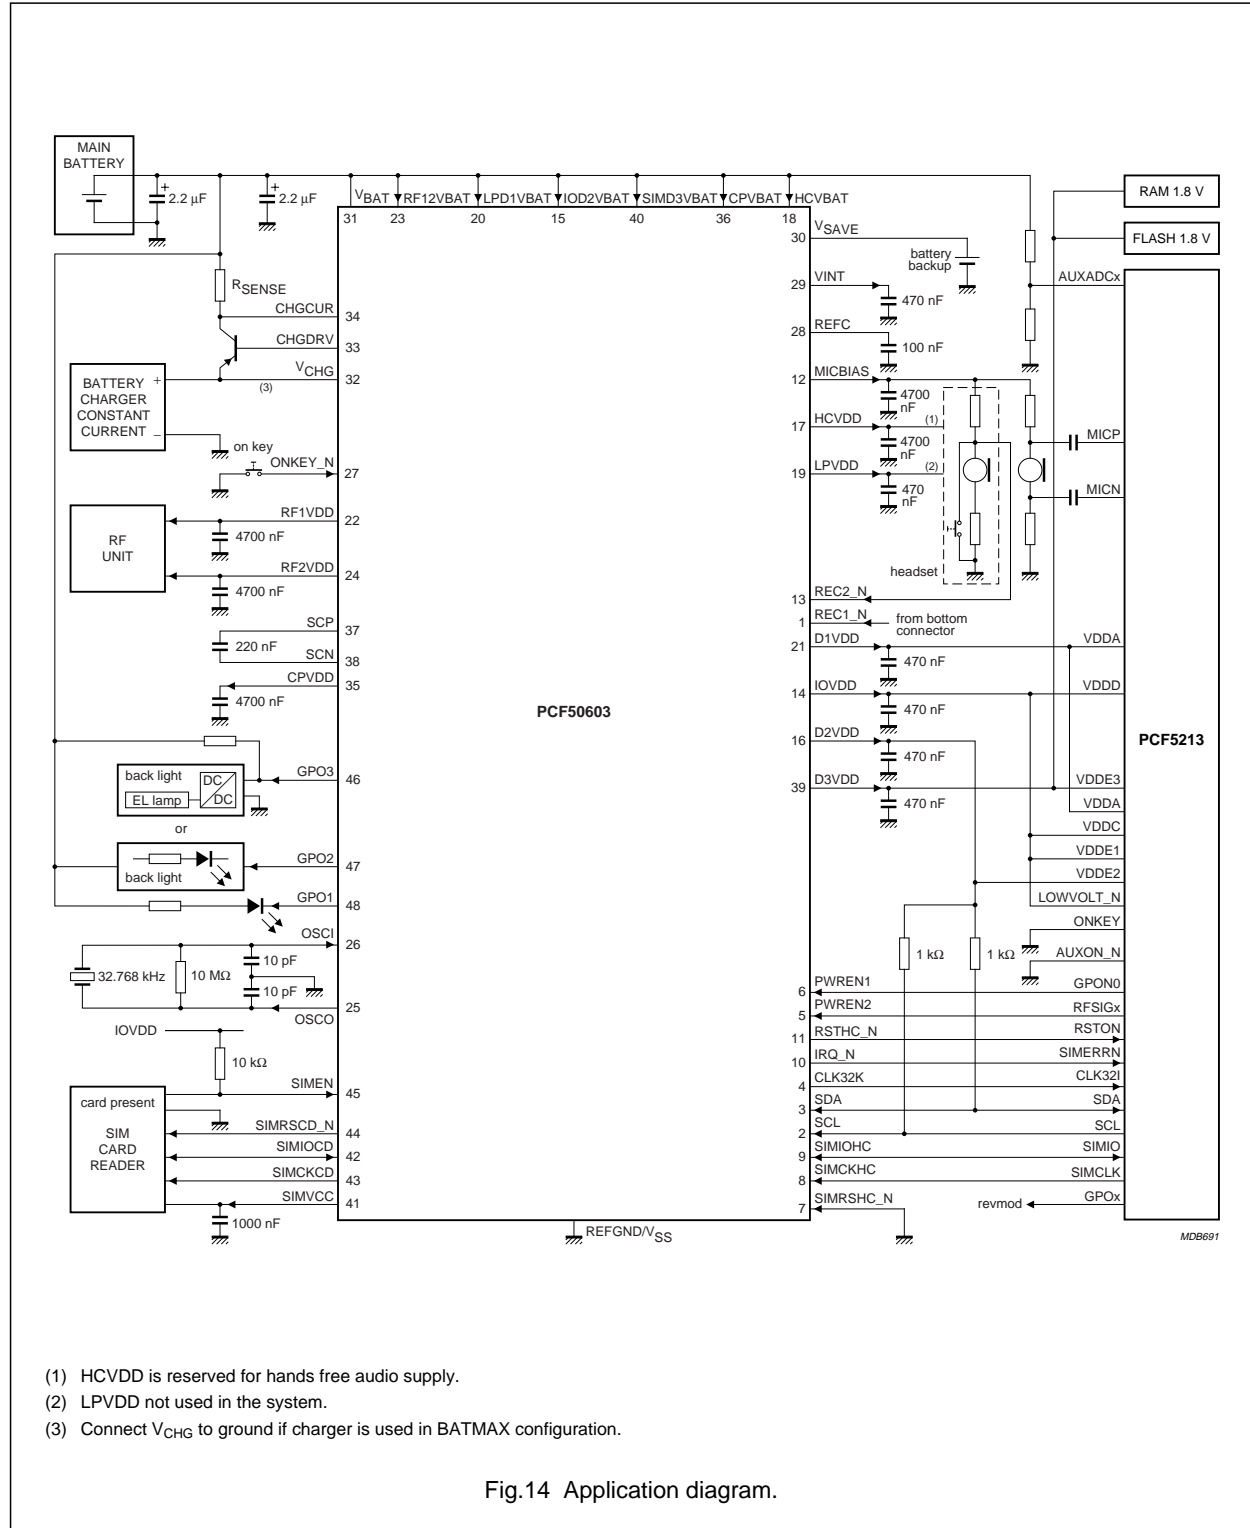 MAIN
BATTERY
2.2 µF
2.2 µF
VBAT RF12VBAT LPD1VBAT IOD2VBAT SIMD3VBAT CPVBAT HCVBAT
31 23 20 15 40 36 18
RAM 1.8 V
FLASH 1.8 V
RSENSE
CHGCUR
34
CHGDRV
33
VCHG
32
(3)
BATTERY
CHARGER
CONSTANT
CURRENT
+
−
on key
ONKEY_N
27
RF
UNIT
RF1VDD
22
4700 nF
RF2VDD
24
4700 nF
SCP
37
220 nF
SCN
38
CPVDD
35
4700 nF
back light
EL lamp
DC
DC
GPO3
46
or
back light
GPO2
47
GPO1
48
OSCI
26
32.768 kHz
10 MΩ
10 pF
10 pF
25
OSCO
IOVDD
10 kΩ
SIMEN
45
card present
SIM
CARD
READER
SIMRSCD_N
44
SIMIOCD
42
SIMCKCD
43
SIMVCC
41
1000 nF
PCF50603
REFGND/VSS
30
VSAVE
battery
backup
29
VINT
470 nF
28
REFC
100 nF
12
MICBIAS
4700
nF
17
HCVDD
(1)
4700
nF
19
LPVDD
(2)
470
nF
headset
13
REC2_N
1
REC1_N
from bottom
connector
21
D1VDD
470 nF
14
IOVDD
470 nF
16
D2VDD
470 nF
39
D3VDD
470 nF
1 kΩ
1 kΩ
6
PWREN1
5
PWREN2
11
RSTHC_N
10
IRQ_N
4
CLK32K
3
SDA
2
SCL
9
SIMIOHC
8
SIMCKHC
7
SIMRSHC_N
AUXADCx
MICP
MICN
VDDA
VDDD
PCF5213
VDDE3
VDDA
VDDC
VDDE1
VDDE2
LOWVOLT_N
ONKEY
AUXON_N
GPON0
RFSIGx
RSTON
SIMERRN
CLK32I
SDA
SCL
SIMIO
SIMCLK
revmod
GPOx
MDB691
(1) HCVDD is reserved for hands free audio supply.
(2) LPVDD not used in the system.
(3) Connect VCHG to ground if charger is used in BATMAX configuration.
Fig.14 Application diagram.